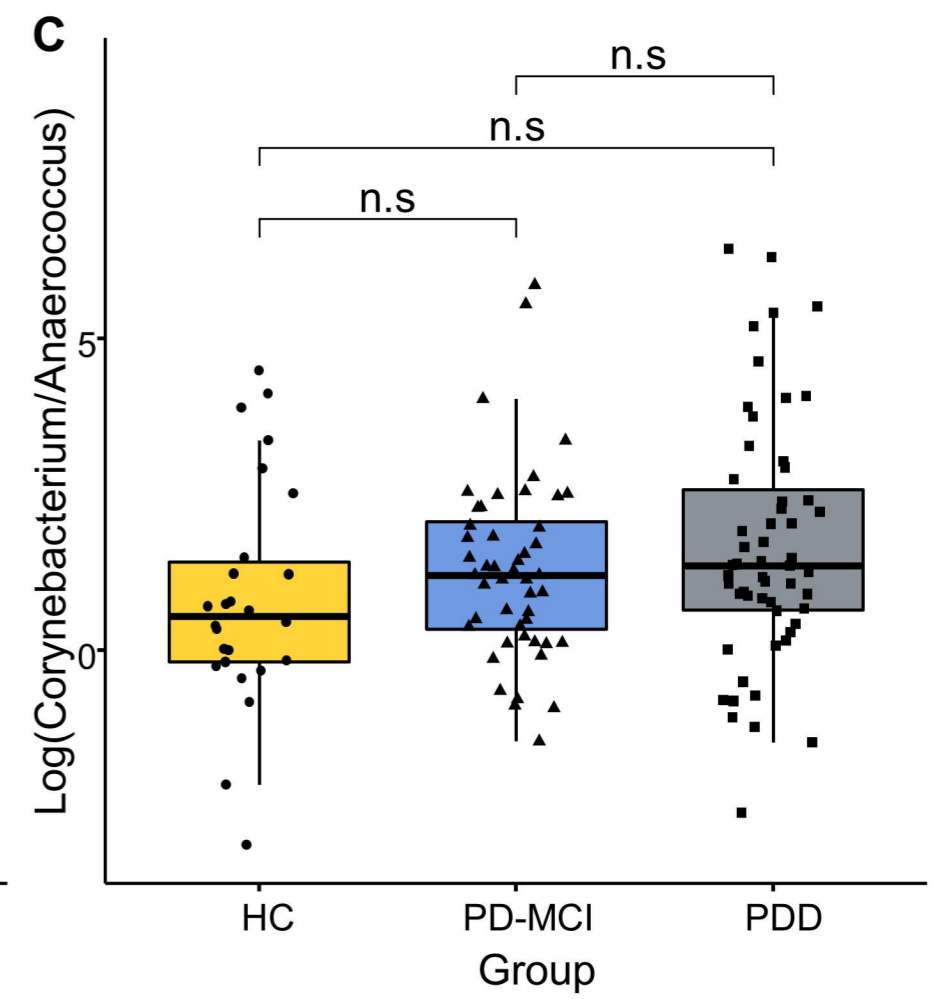 C
n.s
n.s
n.s
Log(Corynebacterium/Anaerococcus)
5
0
HC
PD-MCI
PDD
Group